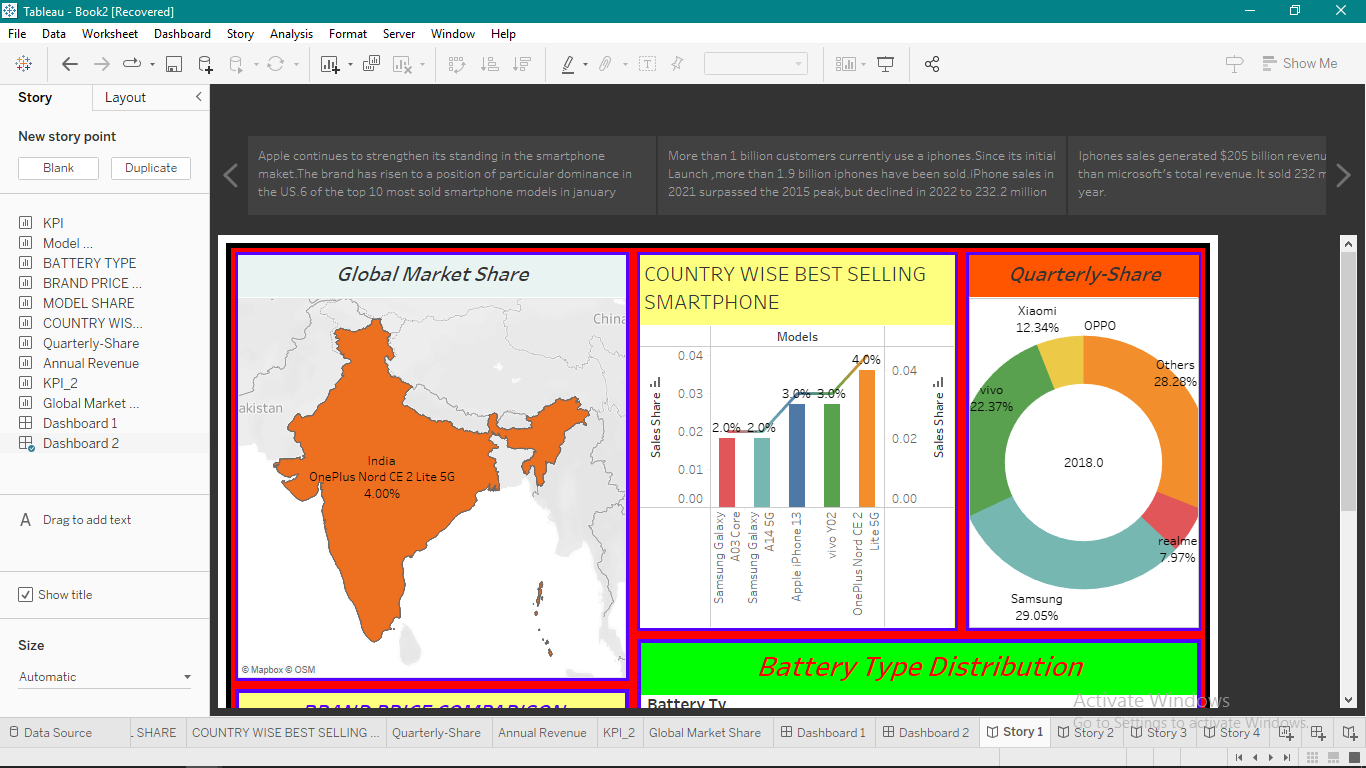 Tableau - Book2 [Recovered]
File Data Worksheet Dashboard Story Analysis Format Server Window Help
Show Me
Story Layout
New story point
Blank Duplicate
KPI
Model ...
BATTERY TYPE
BRAND PRICE ...
MODEL SHARE
COUNTRY WIS...
Quarterly-Share
Annual Revenue
KPI_2
Global Market ...
Dashboard 1
Dashboard 2
A Drag to add text
Show title
Size
Automatic
Apple continues to strengthen its standing in the smartphone
maket.The brand has risen to a position of particular dominance in
the US.6 of the top 10 most sold smartphone models in january
More than 1 billion customers currently use a iphones.Since its initial
Launch ,more than 1.9 billion iphones have been sold.iPhone sales in
2021 surpassed the 2015 peak,but declined in 2022 to 232.2 million
Iphones sales generated $205 billion revenu
than microsoft's total revenue.It sold 232 m
year.
Global Market Share
China
akistan
India
OnePlus Nord CE 2 Lite 5G
4.00%
© Mapbox © OSM
COUNTRY WISE BEST SELLING
SMARTPHONE
Models
Sales Share
0.04
0.03
0.02
0.01
0.00
2.0% 2.0% 3.0% 3.0% 4.0%
0.04
0.02
0.00
Sales Share
Samsung Galaxy
A03 Core
Samsung Galaxy
A14 5G
Apple iPhone 13
vivo Y02
OnePlus Nord CE 2
Lite 5G
Quarterly-Share
Xiaomi
12.34%
OPPO
Others
28.28%
vivo
22.37%
2018.0
realme
7.97%
Samsung
29.05%
Battery Type Distribution
BRAND PRICE COMPARISON
Battery Ty
Activate Windows
Go to Settings to activate Windows.
Data Source SHARE COUNTRY WISE BEST SELLING ... Quarterly-Share Annual Revenue KPI_2 Global Market Share Dashboard 1 Dashboard 2 Story 1 Story 2 Story 3 Story 4